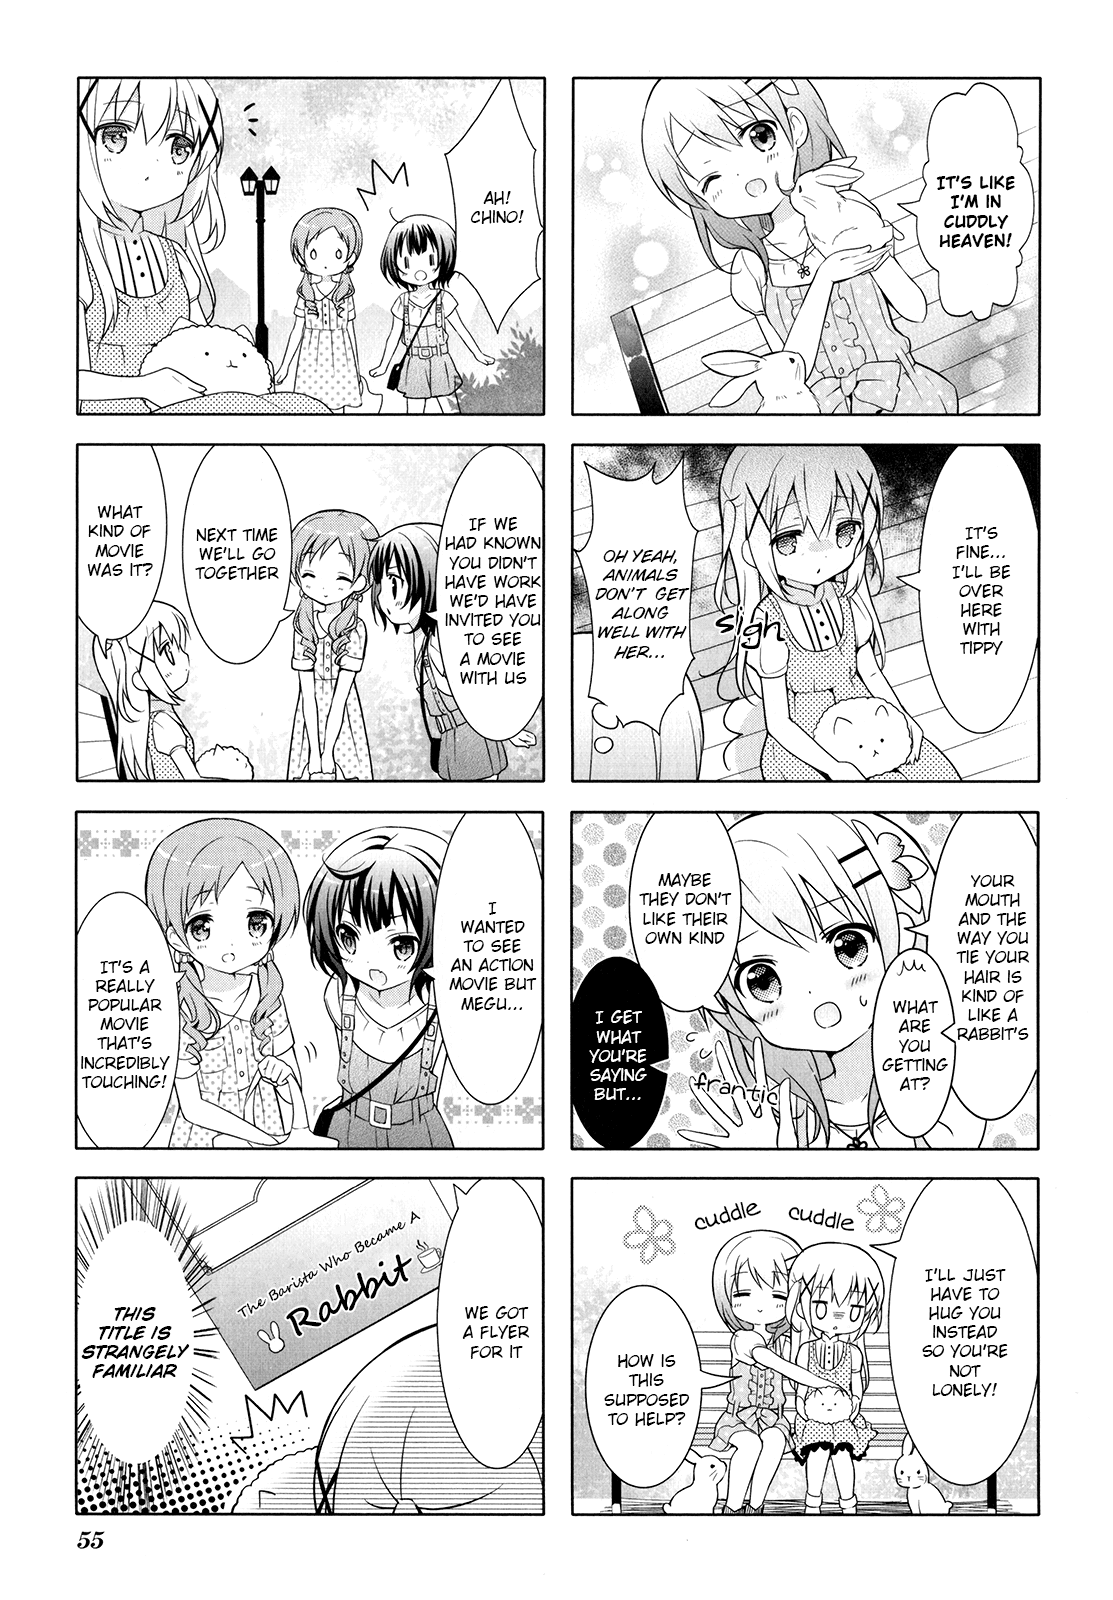 IT'S LIKE
I'M IN
CUDDLY
HEAVEN!
IT'S
FINE...
I'LL BE
OVER
HERE
WITH
TIPPY
sigh
OH YEAH,
ANIMALS
DON'T GET
ALONG
WELL WITH
HER...
YOUR
MOUTH AND THE
WAY YOU
TIE YOUR
HAIR IS
KIND OF
LIKE A
RABBIT'S
WHAT
ARE YOU
GETTING
AT?
MAYBE
THEY DON'T
LIKE THEIR
OWN KIND
frantic
I GET
WHAT
YOU'RE
SAYING
BUT...
I'LL JUST
HAVE TO
HUG YOU
INSTEAD
SO YOU'RE
NOT
LONELY!
cuddle
cuddle
HOW IS
THIS
SUPPOSED
TO HELP?
AH!
CHINO!
IF WE
HAD KNOWN
YOU DIDN'T
HAVE WORK
WE'D HAVE
INVITED YOU
TO SEE
A MOVIE
WITH US
NEXT TIME
WE'LL GO
TOGETHER
WHAT
KIND OF
MOVIE
WAS IT?
I
WANTED
TO SEE
AN ACTION
MOVIE BUT
MEGU...
IT'S A
REALLY
POPULAR
MOVIE
THAT'S
INCREDIBLY
TOUCHING!
WE GOT
A FLYER
FOR IT
The Barista Who Became A
Rabbit
THIS
TITLE IS
STRANGELY
FAMILIAR
55